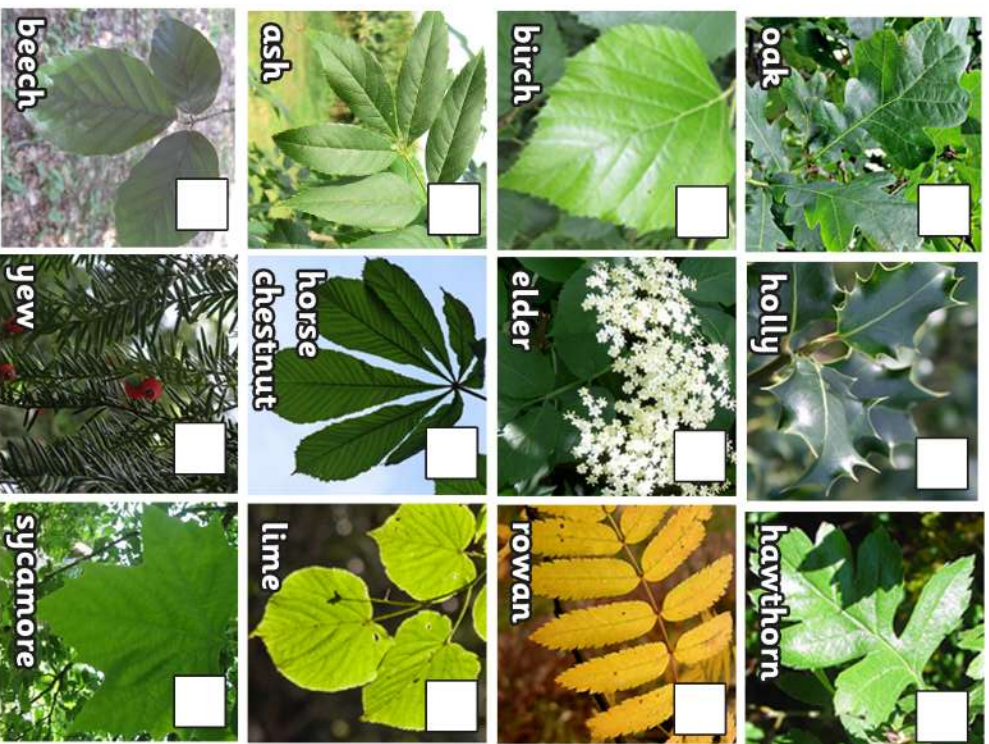 oak
holly
hawthorn
birch
elder
rowan
ash
horse
chestnut
lime
beech
yew
sycamore